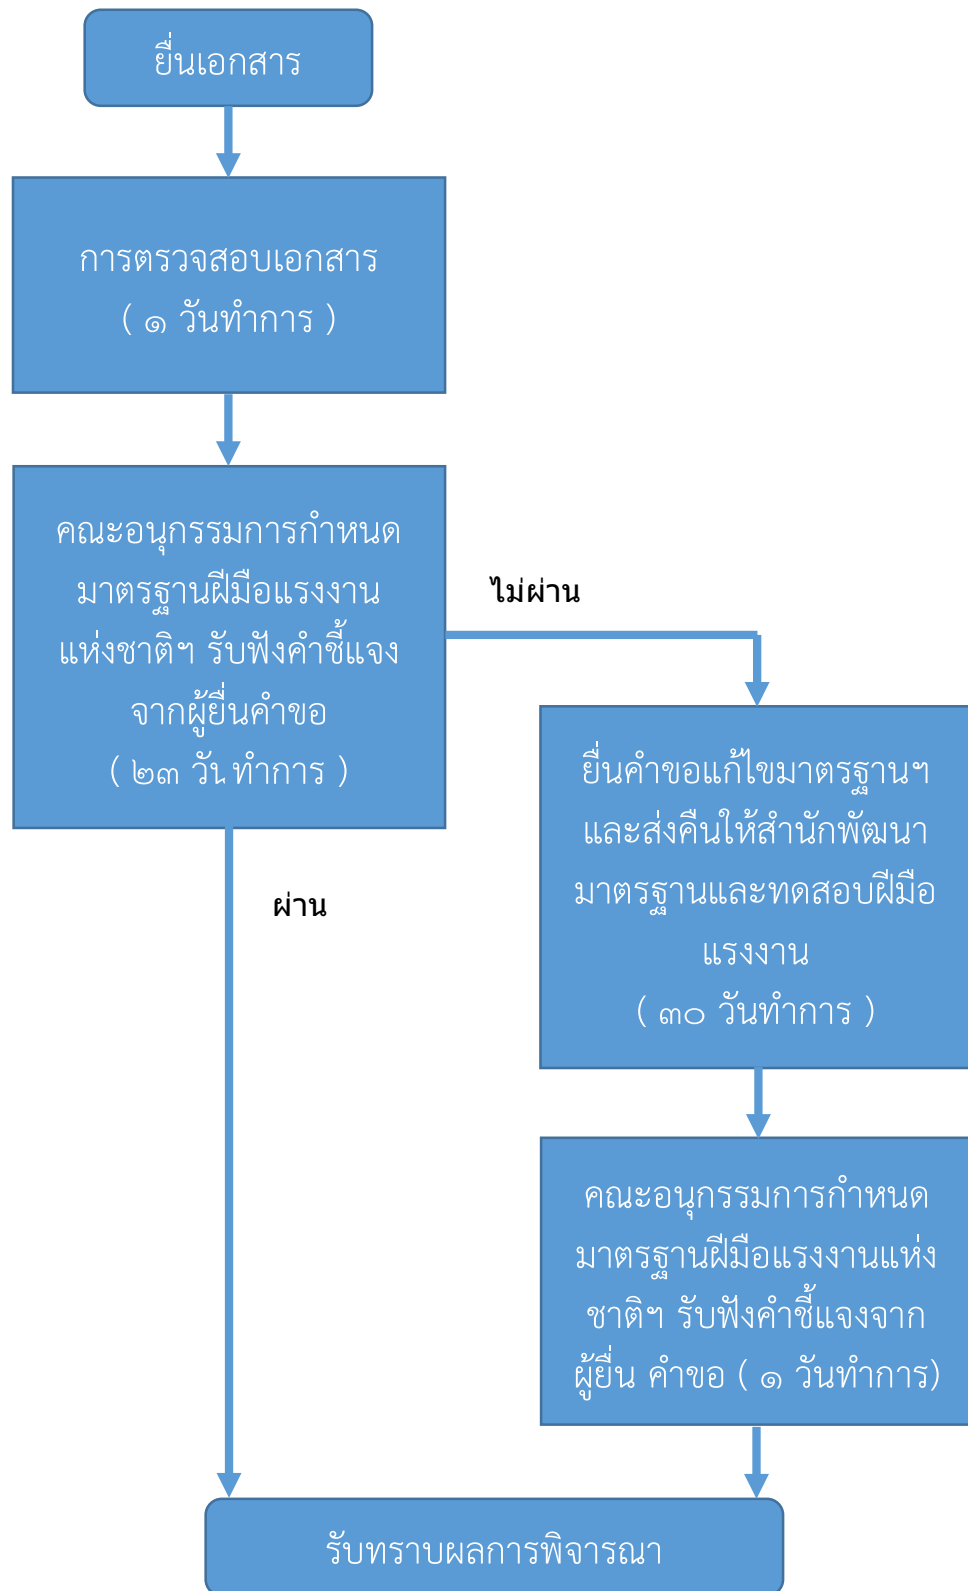 ยื่นเอกสาร
การตรวจสอบเอกสาร
( ๑ วันทำการ )
คณะอนุกรรมการกำหนด
มาตรฐานฝีมือแรงงาน
แห่งชาติฯ รับฟังคำชี้แจง
จากผู้ยื่นคำขอ
( ๒๓ วันทำการ )
ไม่ผ่าน
ผ่าน
ยื่นคำขอแก้ไขมาตรฐานฯ
และส่งคืนให้สำนักพัฒนา
มาตรฐานและทดสอบฝีมือ
แรงงาน
( ๓๐ วันทำการ )
คณะอนุกรรมการกำหนด
มาตรฐานฝีมือแรงงานแห่ง
ชาติฯ รับฟังคำชี้แจงจาก
ผู้ยื่น คำขอ ( ๑ วันทำการ)
รับทราบผลการพิจารณา